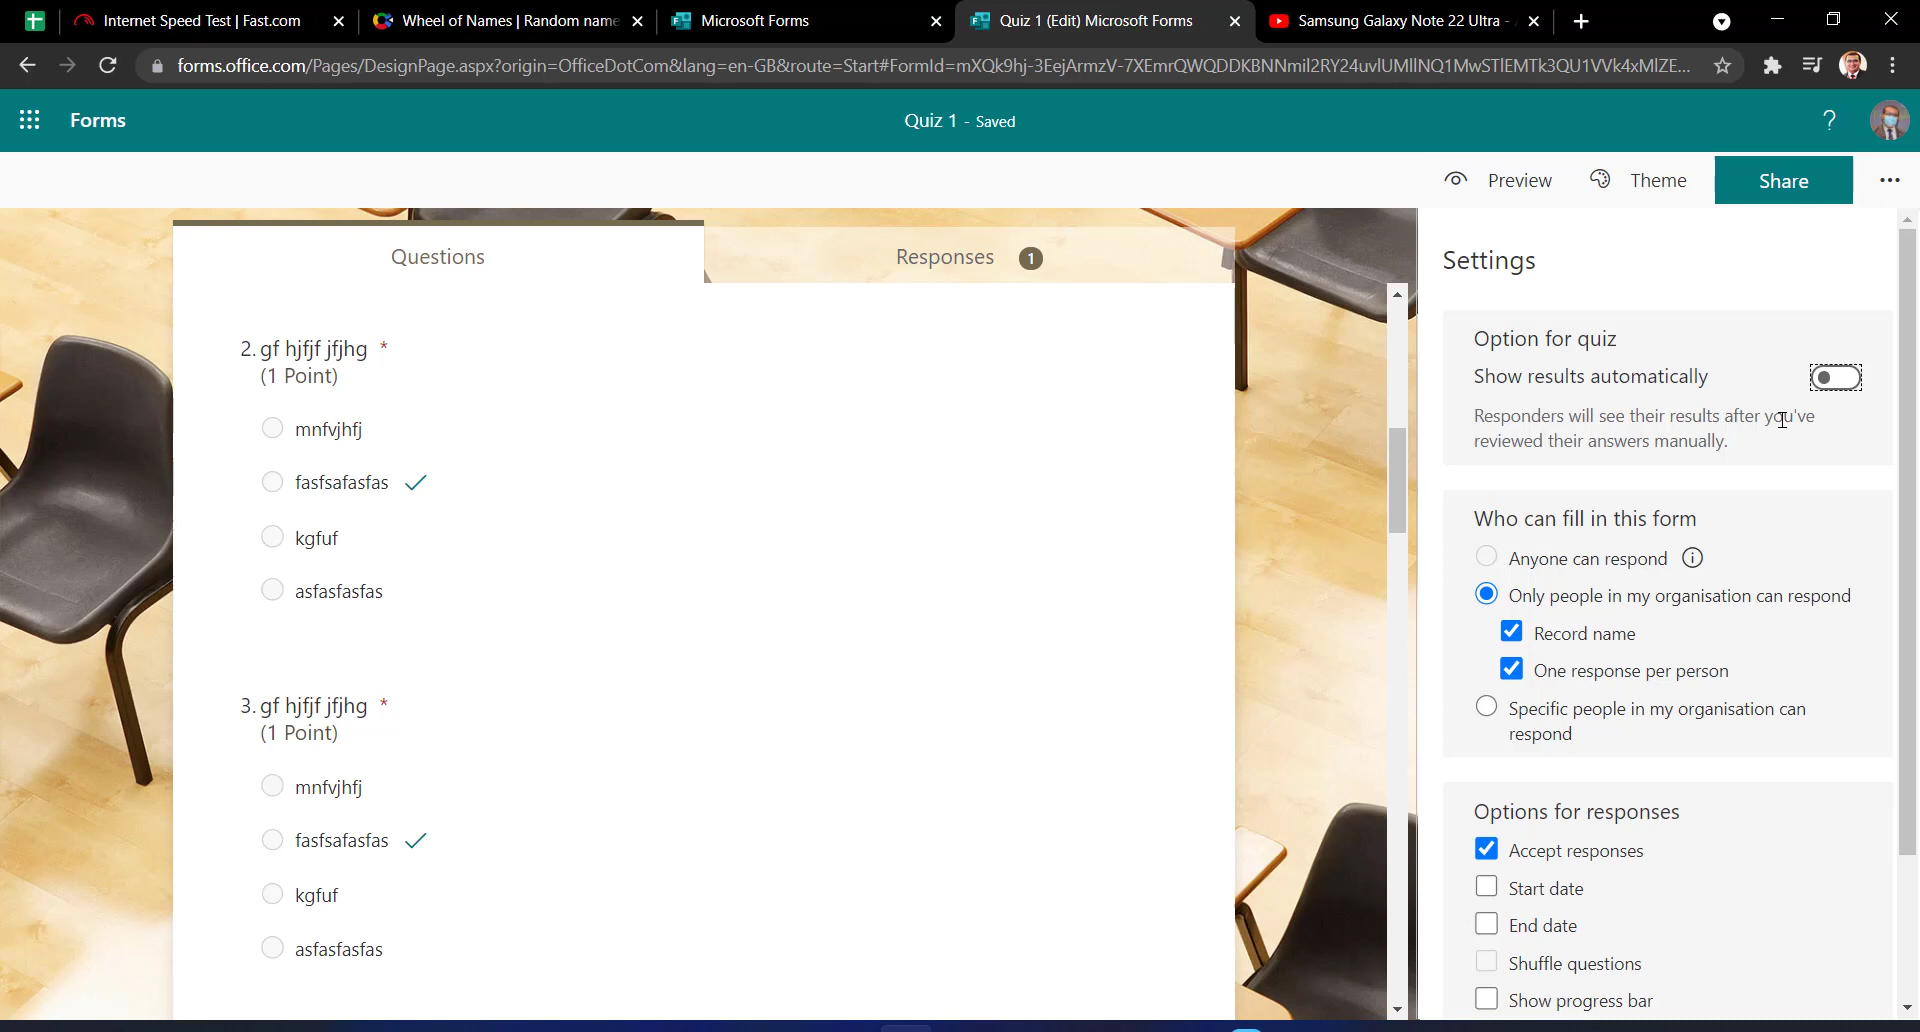 Internet Speed Test | Fast.com
Wheel of Names | Random name
Microsoft Forms
Quiz 1 (Edit) Microsoft Forms
Samsung Galaxy Note 22 Ultra -
forms.office.com/Pages/DesignPage.aspx?origin=OfficeDotCom&lang=en-GB&route=Start#FormId=mXQk9hj-3EejArmzV-7XEmrQWQDDKBNNmil2RY24uvlUMllNQ1MwSTlEMTk3QU1VVk4xMlZE...
Forms
Quiz 1 - Saved
?
Preview
Theme
Share
Questions
Responses 1
2. gf hjfjf jfjhg *
(1 Point)
mnfvjhfj
fasfsafasfas
kgfuf
asfasfasfas
3. gf hjfjf jfjhg *
(1 Point)
mnfvjhfj
fasfsafasfas
kgfuf
asfasfasfas
Settings
Option for quiz
Show results automatically
Responders will see their results after you've
reviewed their answers manually.
Who can fill in this form
Anyone can respond
Only people in my organisation can respond
Record name
One response per person
Specific people in my organisation can
respond
Options for responses
Accept responses
Start date
End date
Shuffle questions
Show progress bar